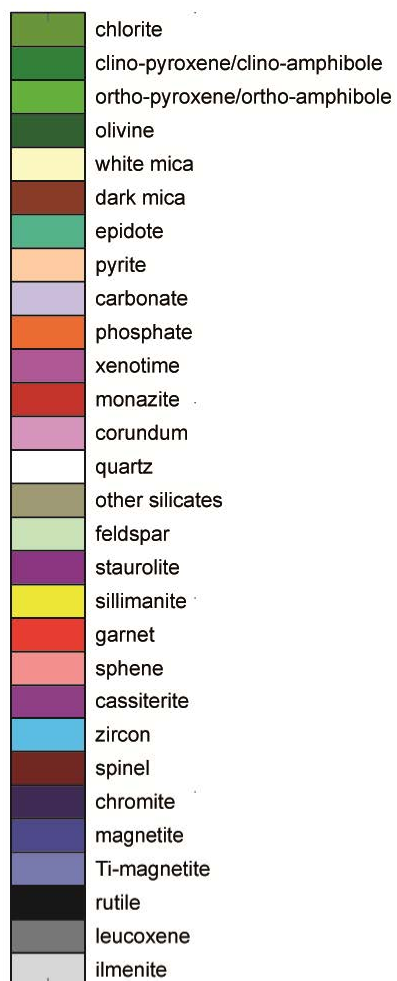 chlorite
clino-pyroxene/clino-amphibole
ortho-pyroxene/ortho-amphibole
olivine
white mica
dark mica
epidote
pyrite
carbonate
phosphate
xenotime
monazite
corundum
quartz
other silicates
feldspar
staurolite
sillimanite
garnet
sphene
cassiterite
zircon
spinel
chromite
magnetite
Ti-magnetite
rutile
leucoxene
ilmenite